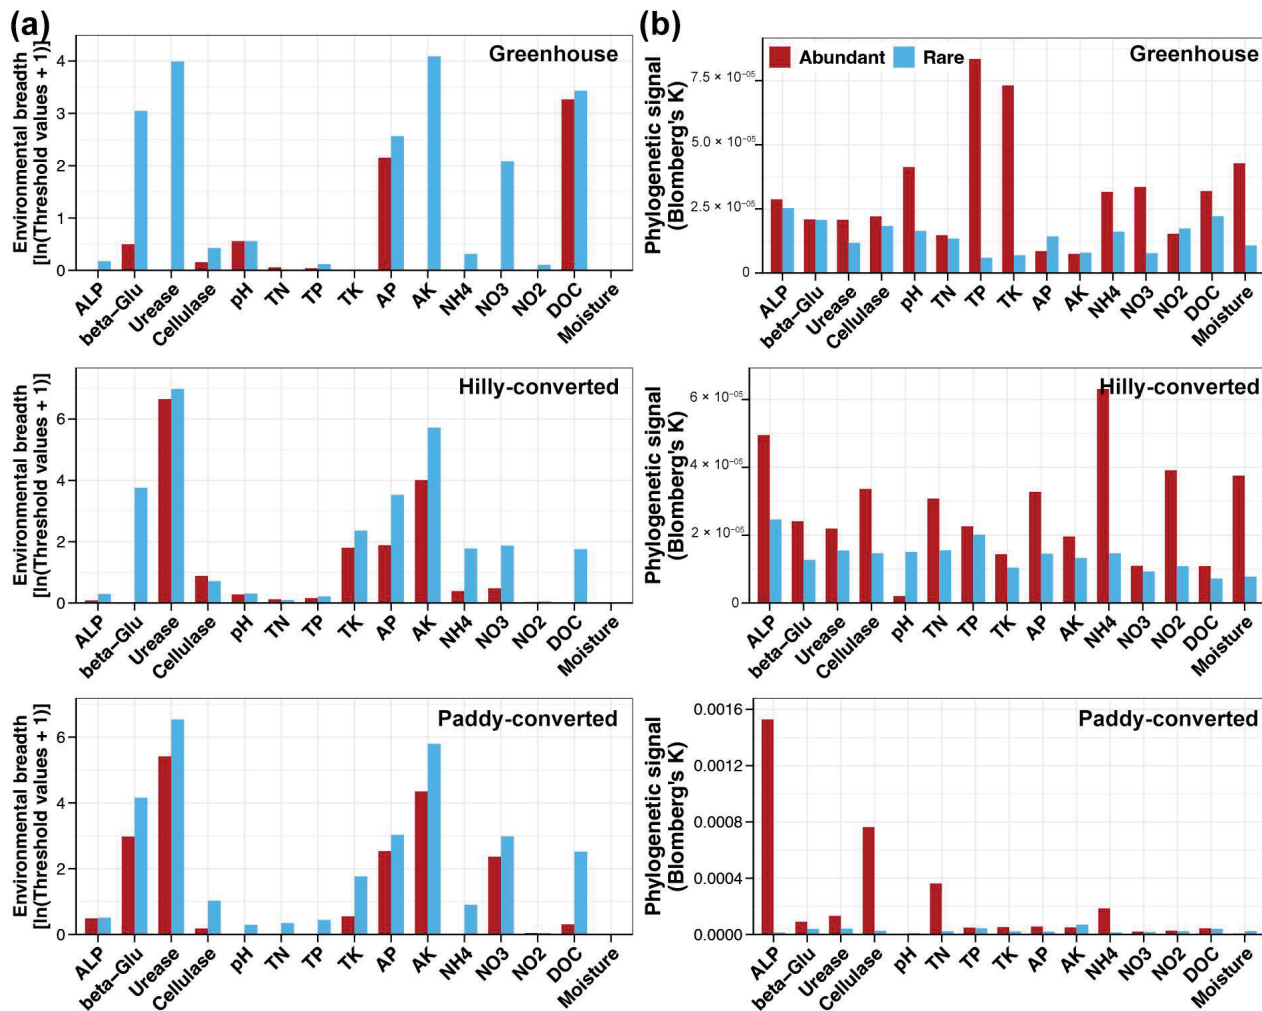 (a)
Greenhouse
Environmental breadth
[ln(Threshold values + 1)]
4
3
2
1
0
ALP
beta−Glu
Urease
Cellulase
pH
TN
TP
TK
AP
AK
NH4
NO3
NO2
DOC
Moisture
Hilly-converted
Environmental breadth
[ln(Threshold values + 1)]
6
4
2
0
ALP
beta−Glu
Urease
Cellulase
pH
TN
TP
TK
AP
AK
NH4
NO3
NO2
DOC
Moisture
Paddy-converted
Environmental breadth
[ln(Threshold values + 1)]
6
4
2
0
ALP
beta−Glu
Urease
Cellulase
pH
TN
TP
TK
AP
AK
NH4
NO3
NO2
DOC
Moisture
(b)
Abundant Rare
Greenhouse
Phylogenetic signal
(Blomberg's K)
7.5 × 10⁻⁰⁵
5.0 × 10⁻⁰⁵
2.5 × 10⁻⁰⁵
0
ALP
beta−Glu
Urease
Cellulase
pH
TN
TP
TK
AP
AK
NH4
NO3
NO2
DOC
Moisture
Hilly-converted
Phylogenetic signal
(Blomberg's K)
6 × 10⁻⁰⁵
4 × 10⁻⁰⁵
2 × 10⁻⁰⁵
0
ALP
beta−Glu
Urease
Cellulase
pH
TN
TP
TK
AP
AK
NH4
NO3
NO2
DOC
Moisture
Paddy-converted
Phylogenetic signal
(Blomberg's K)
0.0016
0.0012
0.0008
0.0004
0.0000
ALP
beta−Glu
Urease
Cellulase
pH
TN
TP
TK
AP
AK
NH4
NO3
NO2
DOC
Moisture